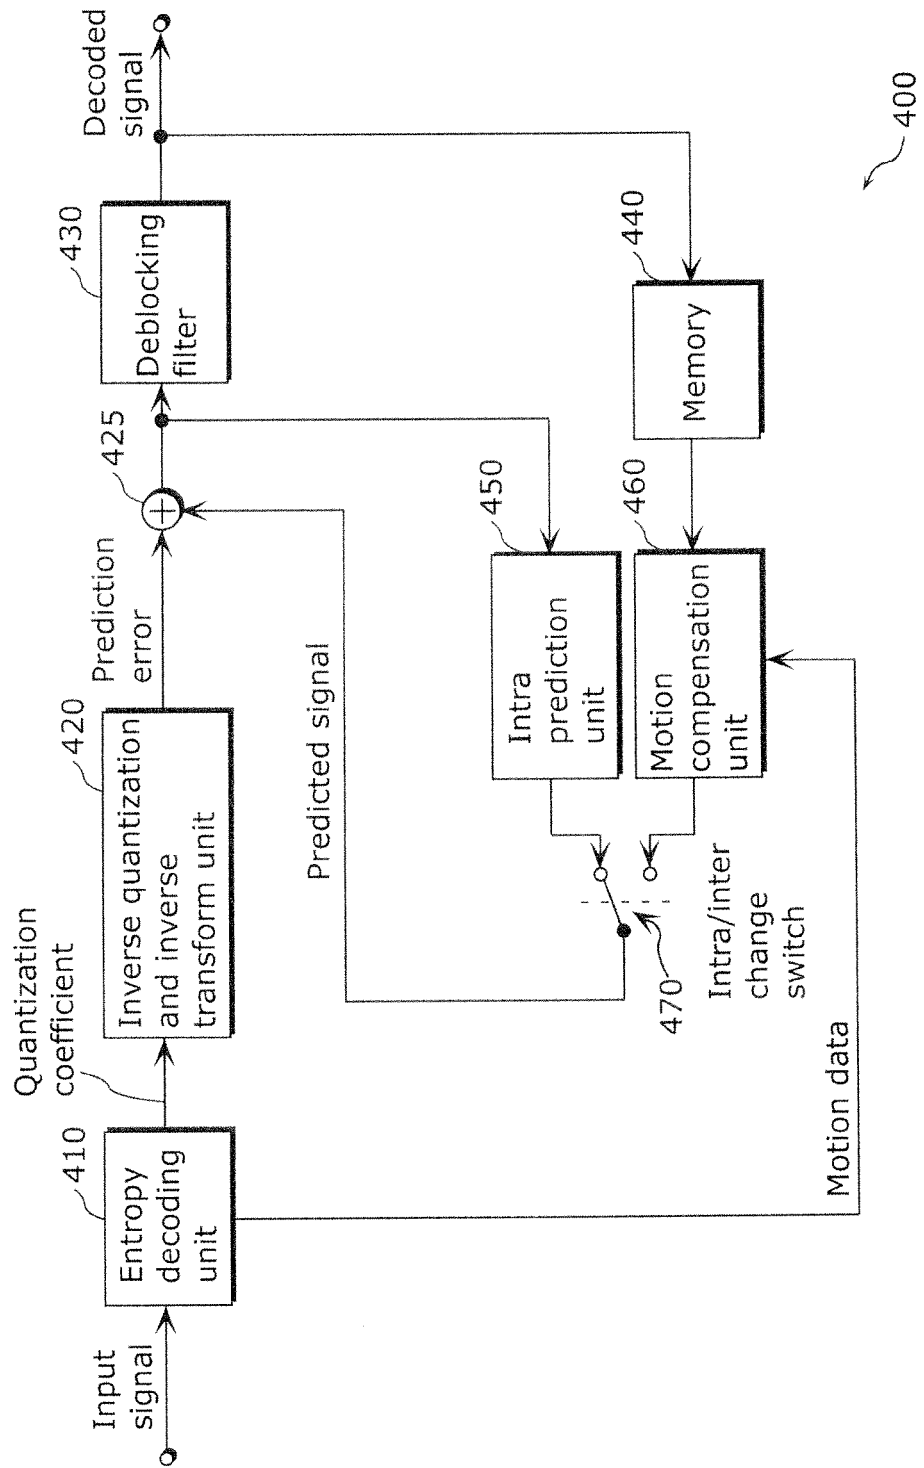 Input
signal
410
Entropy
decoding
unit
Quantization
coefficient
420
Inverse quantization
and inverse
transform unit
Prediction
error
425
430
Deblocking
filter
Decoded
signal
Predicted signal
450
Intra
prediction
unit
440
Memory
460
Motion
compensation
unit
470
Intra/inter
change
switch
Motion data
400